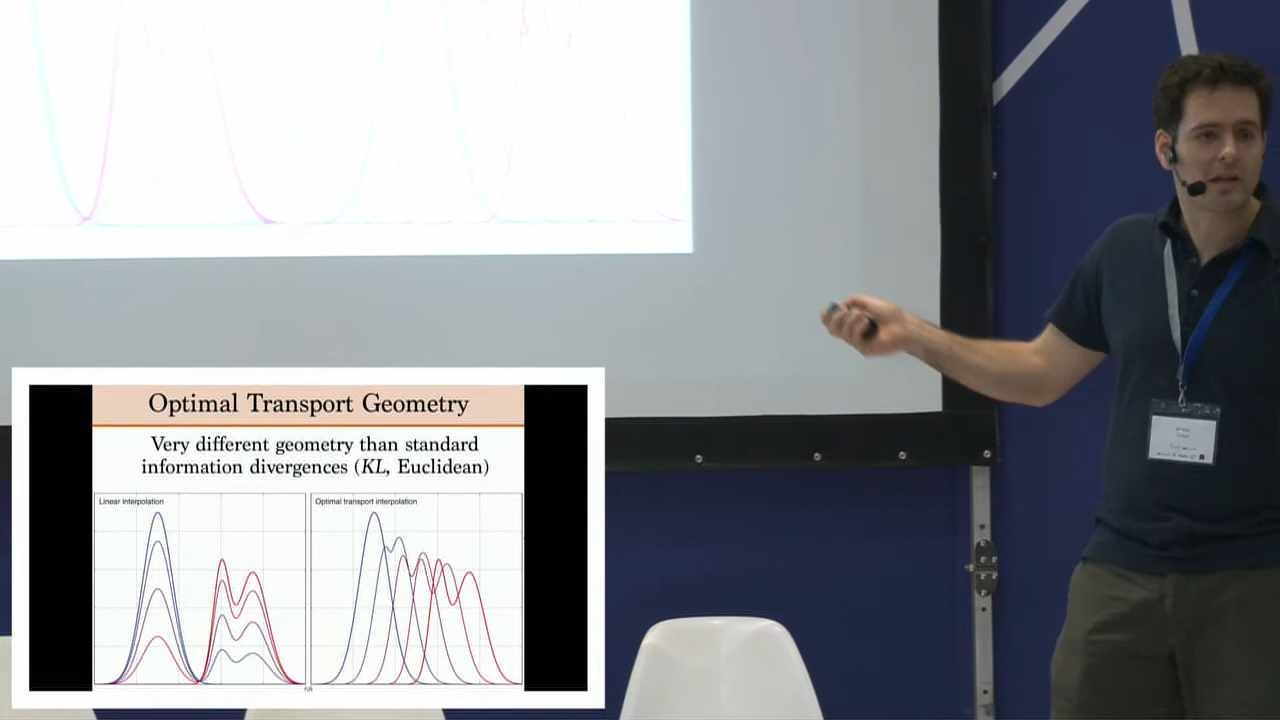 Optimal Transport Geometry
Very different geometry than standard
information divergences (KL, Euclidean)
Linear interpolation
Optimal transport interpolation